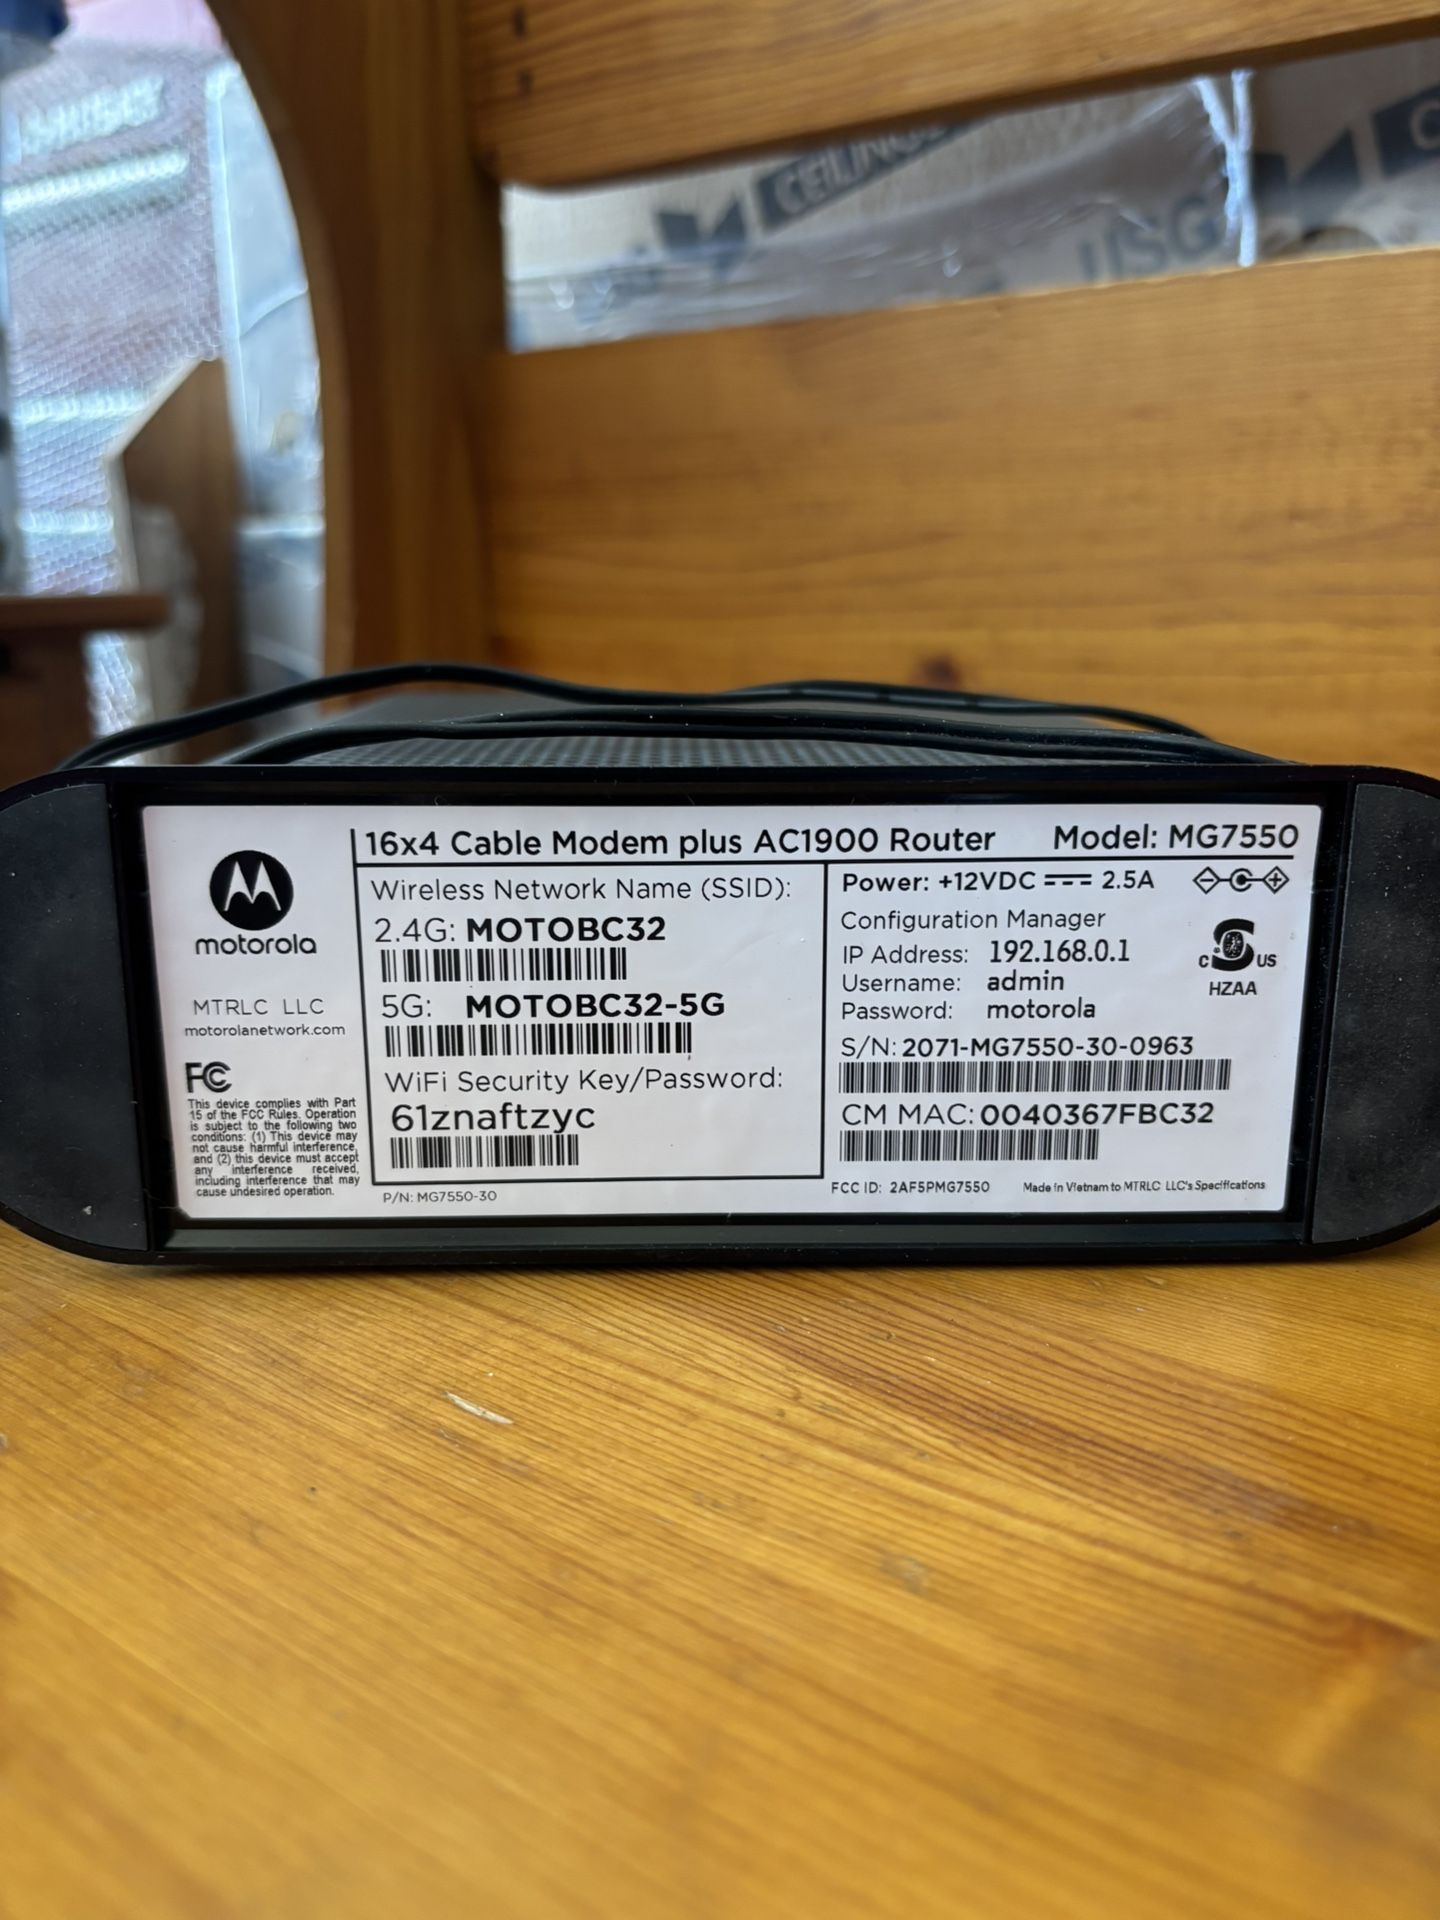 CEILING
USG
16x4 Cable Modem plus AC1900 Router
Model: MG7550
motorola
MTRLC LLC
motorolanetwork.com
FC
This device complies with Part
15 of the FCC Rules. Operation
is subject to the following two
conditions: (1) This device may
not cause harmful interference,
and (2) this device must accept
any interference received,
including interference that may
cause undesired operation.
Wireless Network Name (SSID):
2.4G: MOTOBC32
5G: MOTOBC32-5G
WiFi Security Key/Password:
61znaftzyc
P/N: MG7550-30
Power: +12VDC 2.5A
Configuration Manager
IP Address: 192.168.0.1
Username: admin
Password: motorola
C US
HZAA
S/N: 2071-MG7550-30-0963
CM MAC: 0040367FBC32
FCC ID: 2AF5PMG7550
Made in Vietnam to MTRLC LLC's Specifications